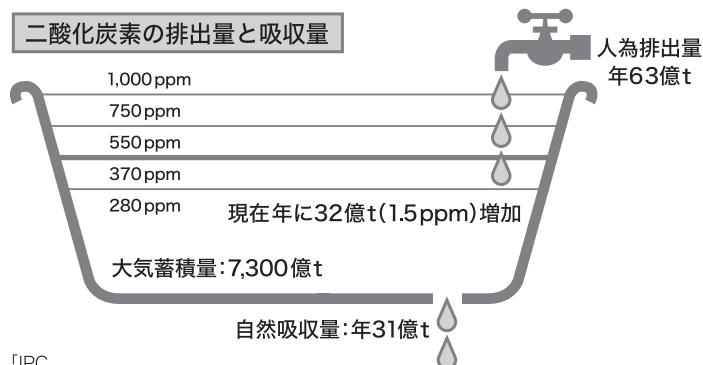 二酸化炭素の排出量と吸収量
人為排出量
年63億t
1,000ppm
750ppm
550ppm
370ppm
280ppm
現在年に32億t(1.5ppm)増加
大気蓄積量:7,300億t
自然吸収量:年31億t
「IPC